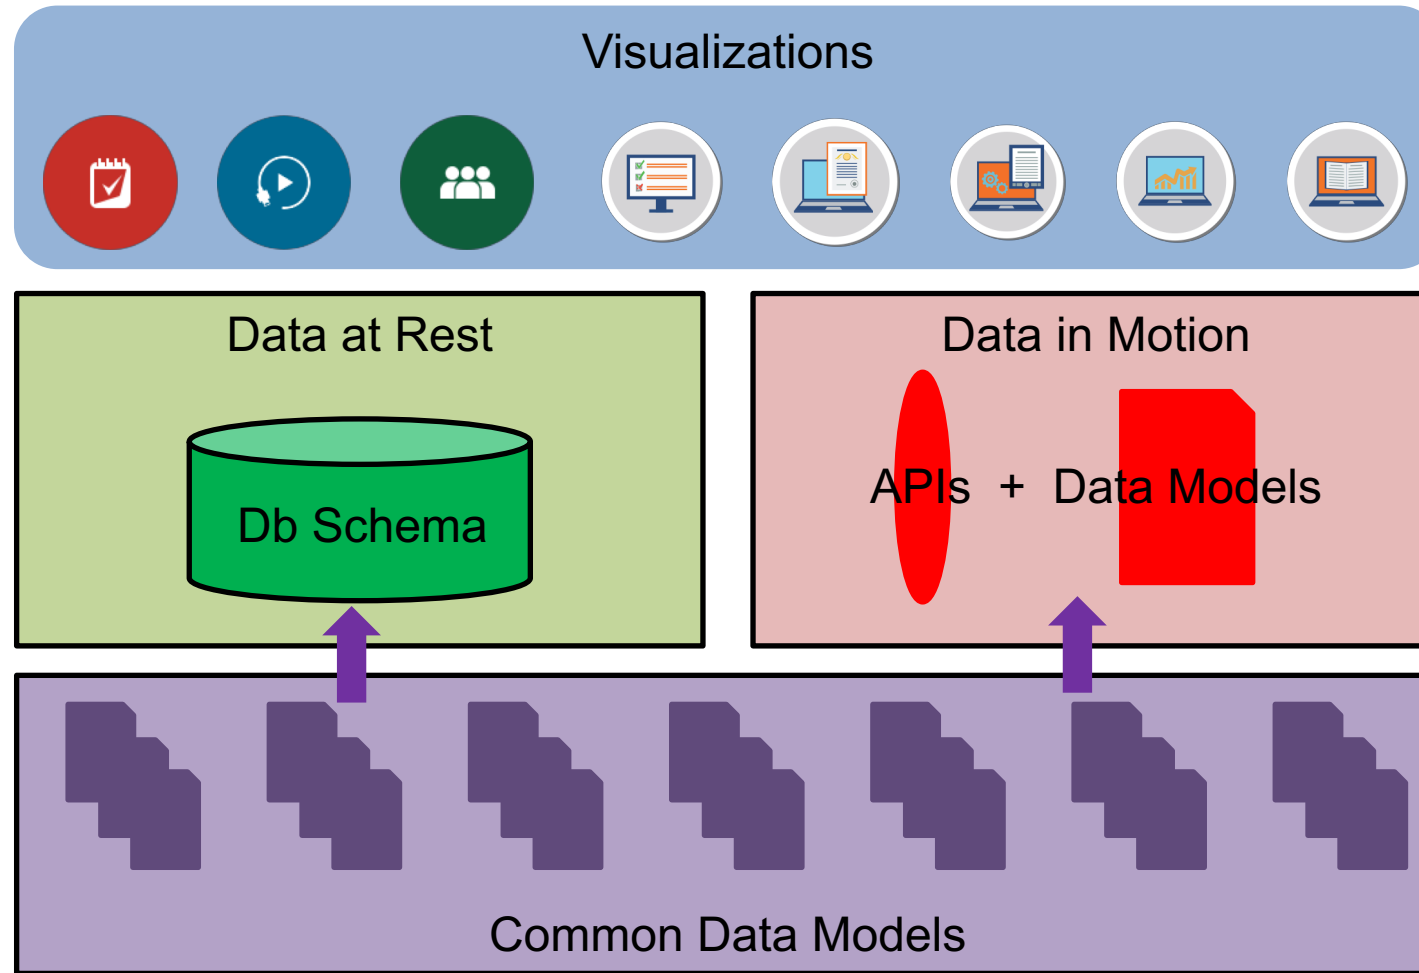 Visualizations
Data at Rest
Db Schema
Data in Motion
APIs + Data Models
Common Data Models